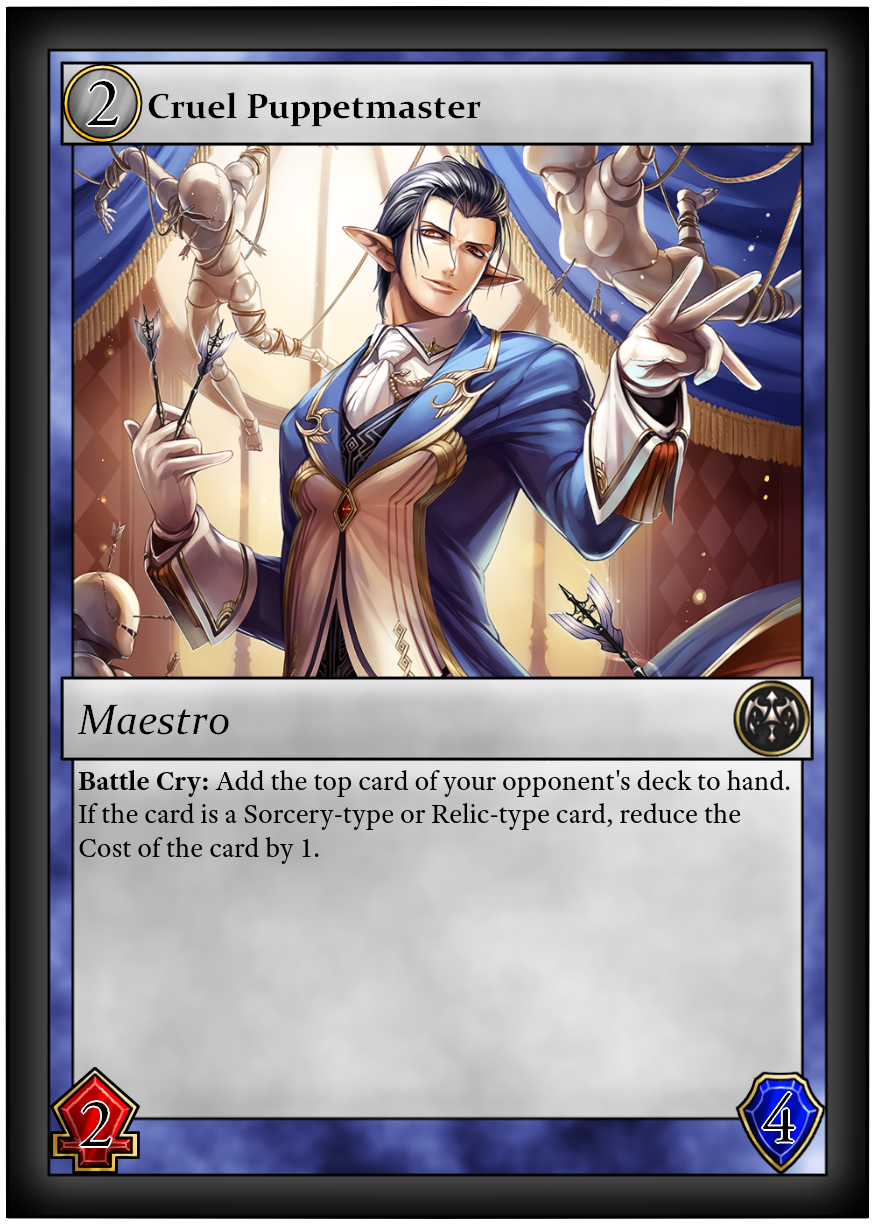 2
Cruel Puppetmaster
Maestro
Battle Cry: Add the top card of your opponent's deck to hand.
If the card is a Sorcery-type or Relic-type card, reduce the
Cost of the card by 1.
2
4